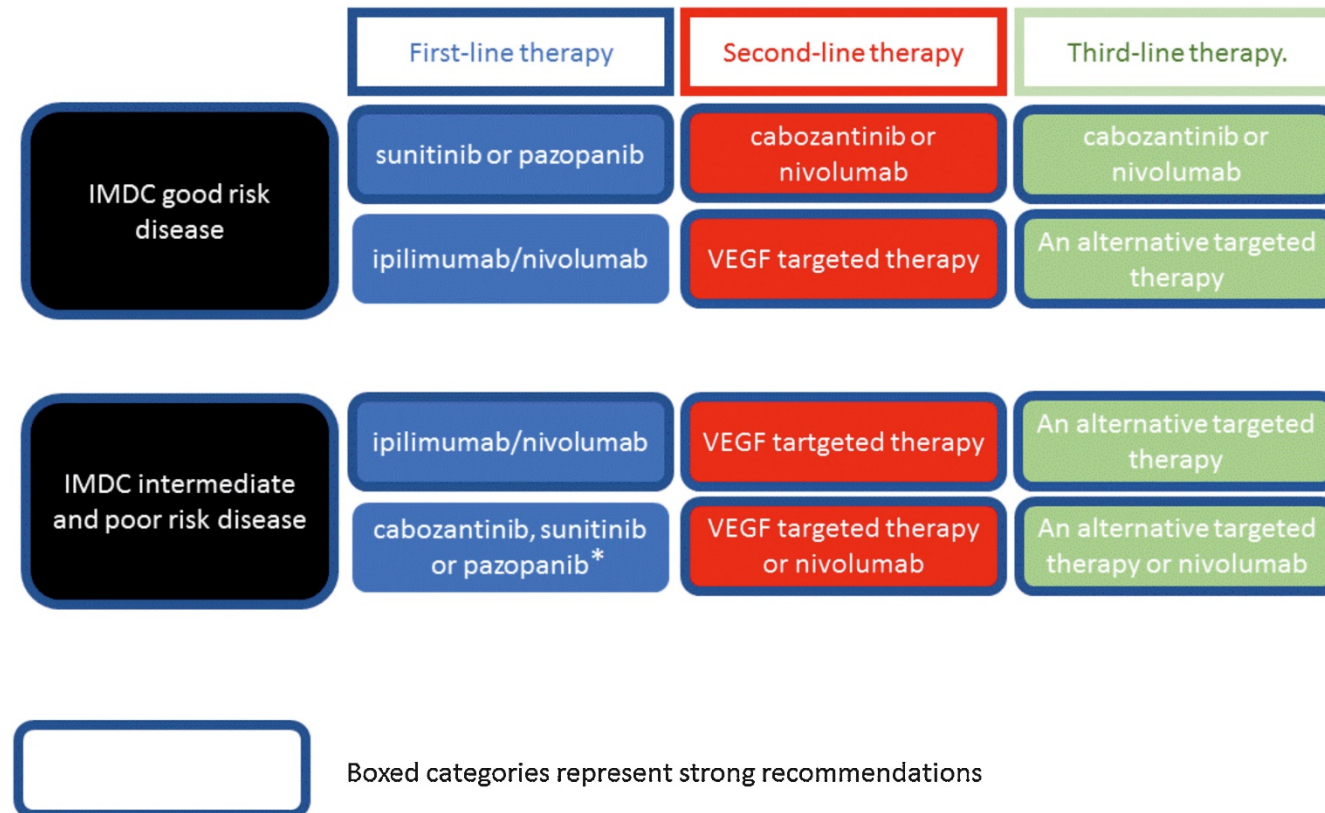 First-line therapy
Second-line therapy
Third-line therapy.
IMDC good risk
disease
sunitinib or pazopanib
cabozantinib or
nivolumab
cabozantinib or
nivolumab
ipilimumab/nivolumab
VEGF targeted therapy
An alternative targeted
therapy
IMDC intermediate
and poor risk disease
ipilimumab/nivolumab
VEGF tartgeted therapy
An alternative targeted
therapy
cabozantinib, sunitinib
or pazopanib*
VEGF targeted therapy
or nivolumab
An alternative targeted
therapy or nivolumab
Boxed categories represent strong recommendations